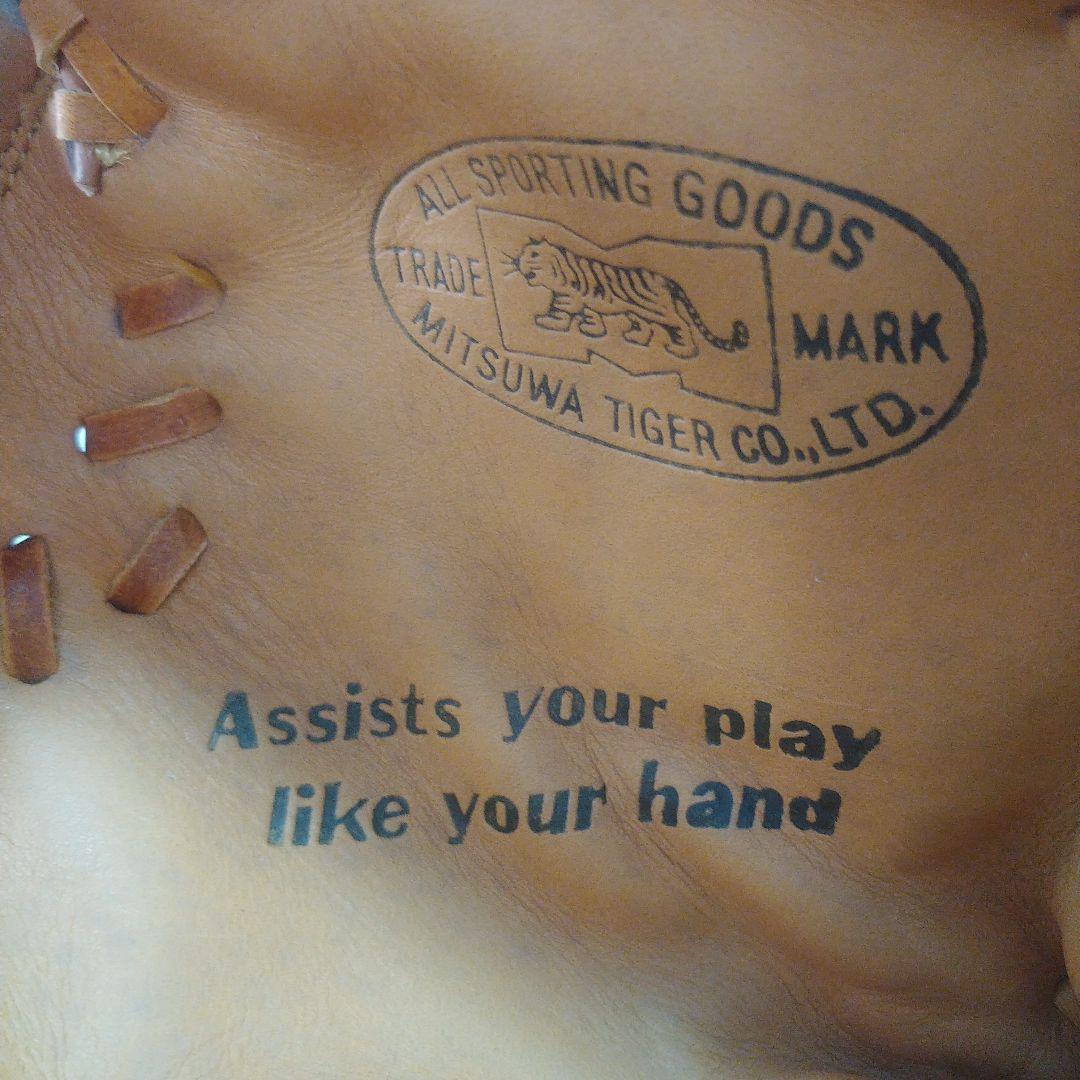 ALL SPORTING GOODS
TRADE MARK
MITSUWA TIGER CO.,LTD.
Assists your play
like your hand